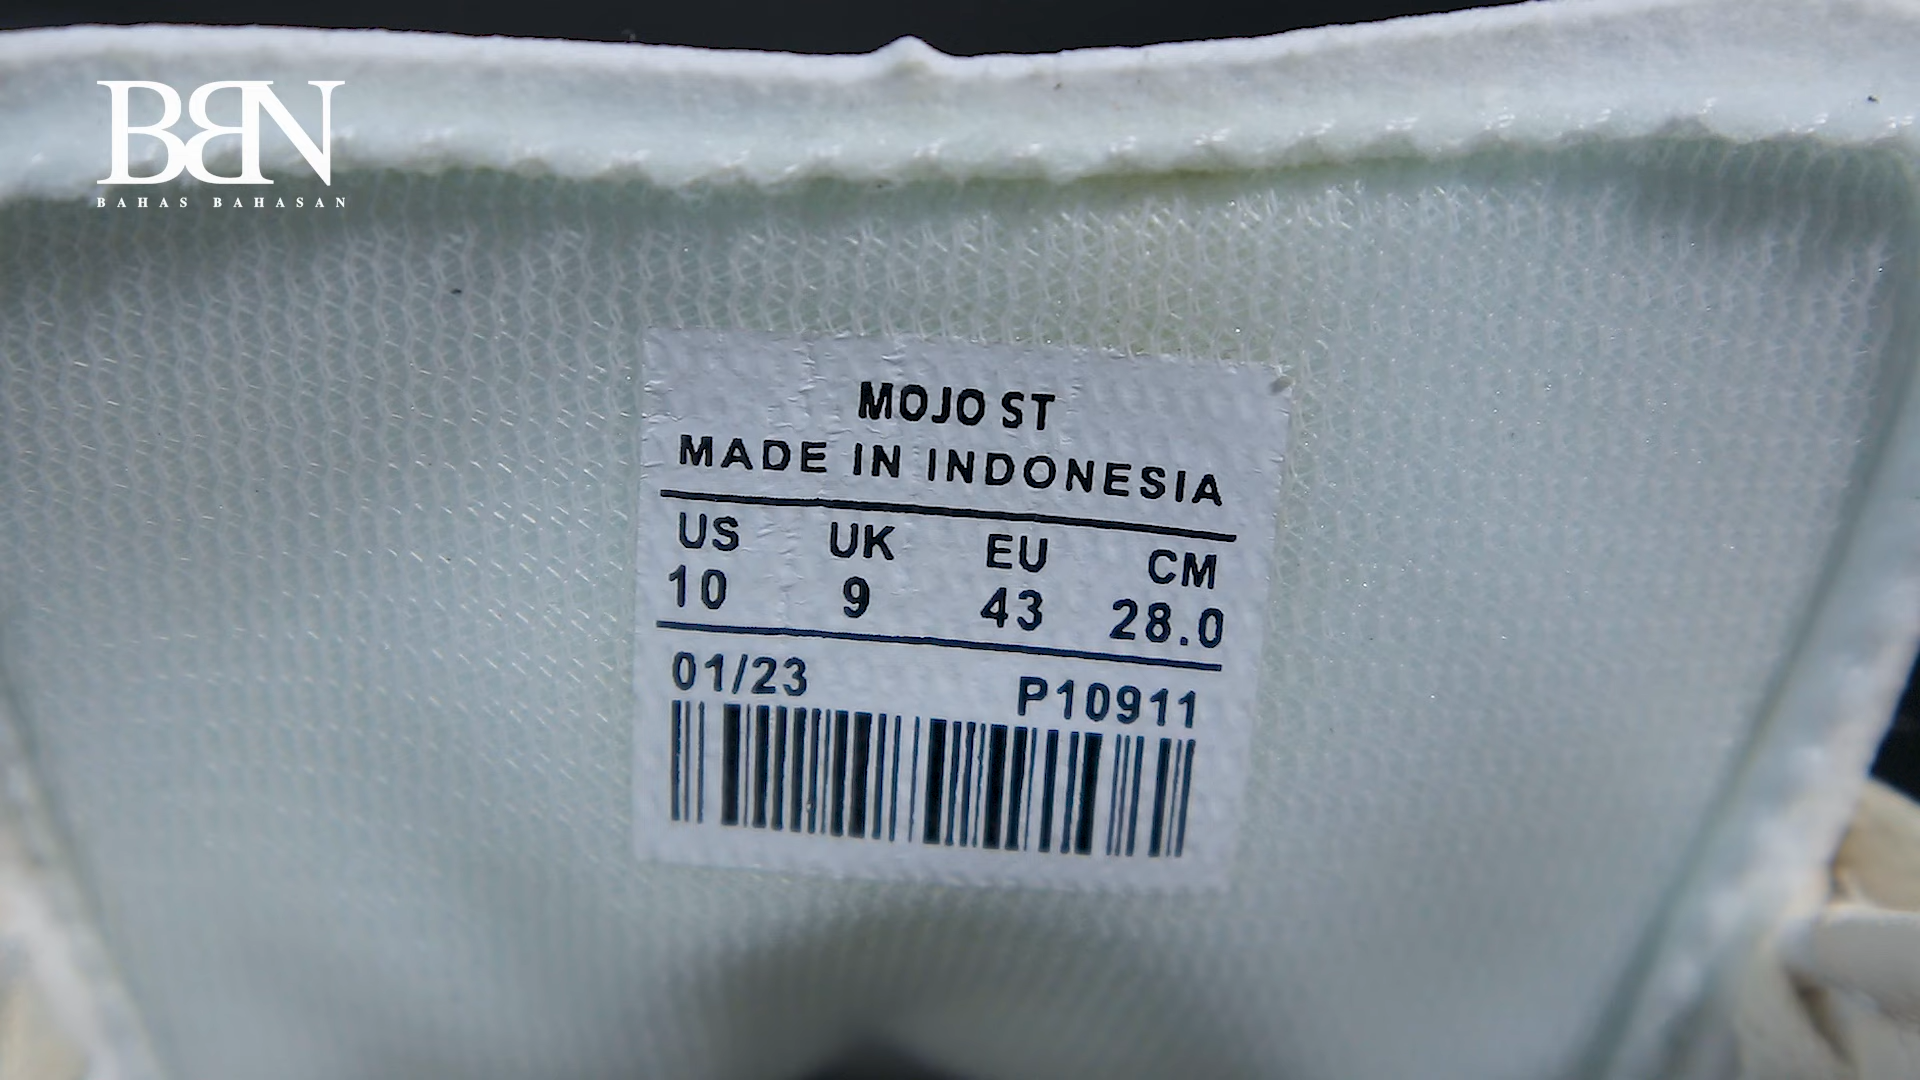 BBN
BAHAS BAHASAN
MOJO ST
MADE IN INDONESIA
US UK EU CM
10 9 43 28.0
01/23 P10911